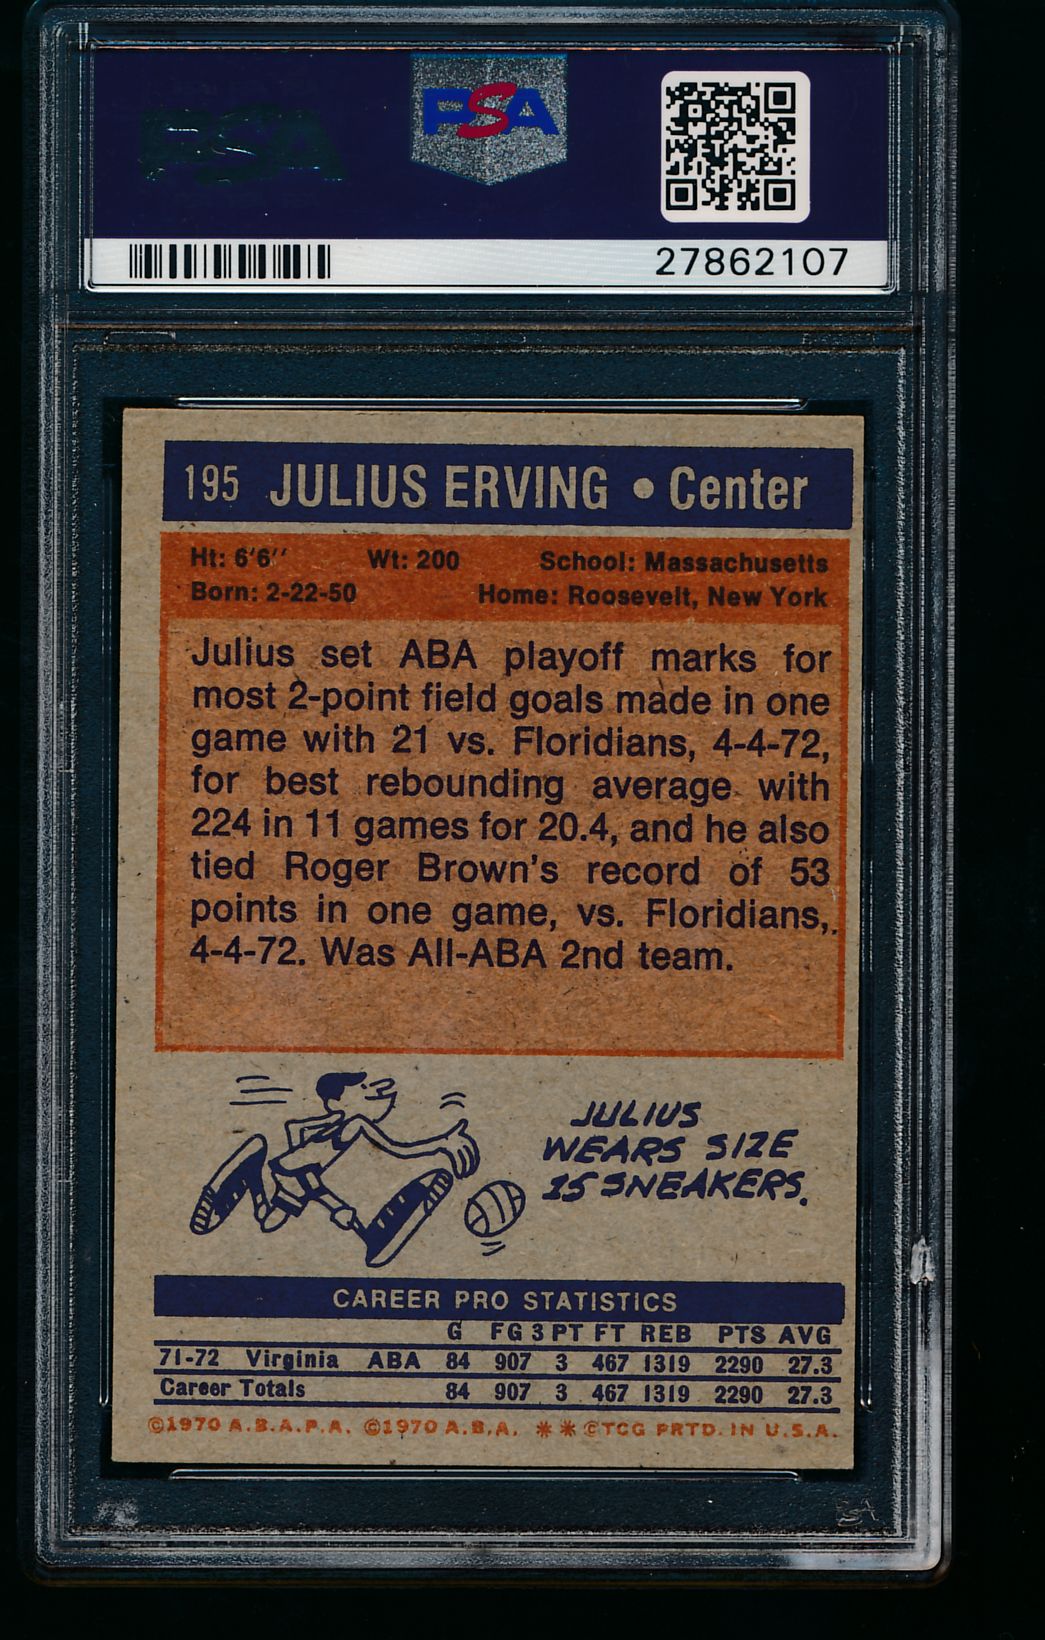 PSA
PSA
27862107
195 JULIUS ERVING • Center
Ht: 6'6'' Wt: 200 School: Massachusetts
Born: 2-22-50 Home: Roosevelt, New York
Julius set ABA playoff marks for
most 2-point field goals made in one
game with 21 vs. Floridians, 4-4-72,
for best rebounding average with
224 in 11 games for 20.4, and he also
tied Roger Brown's record of 53
points in one game, vs. Floridians,
4-4-72. Was All-ABA 2nd team.
JULIUS
WEARS SIZE
15 SNEAKERS.
CAREER PRO STATISTICS
G FG 3 PT FT REB PTS AVG
71-72 Virginia ABA 84 907 3 467 1319 2290 27.3
Career Totals 84 907 3 467 1319 2290 27.3
©1970 A.B.A.P.A. ©1970 A.B.A. ** ©TCG PRTD. IN U.S.A.